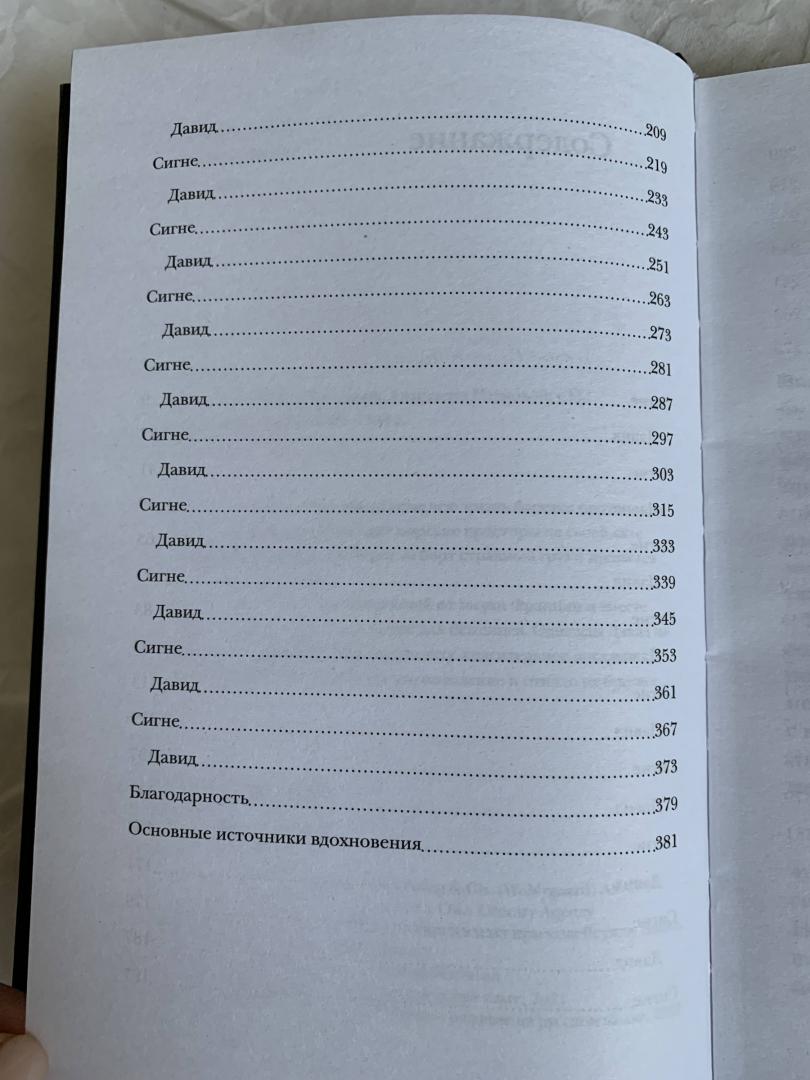 Давид 209
Сигне 219
Давид 233
Сигне 243
Давид 251
Сигне 263
Давид 273
Сигне 281
Давид 287
Сигне 297
Давид 303
Сигне 315
Давид 333
Сигне 339
Давид 345
Сигне 353
Давид 361
Сигне 367
Давид 373
Благодарность 379
Основные источники вдохновения 381